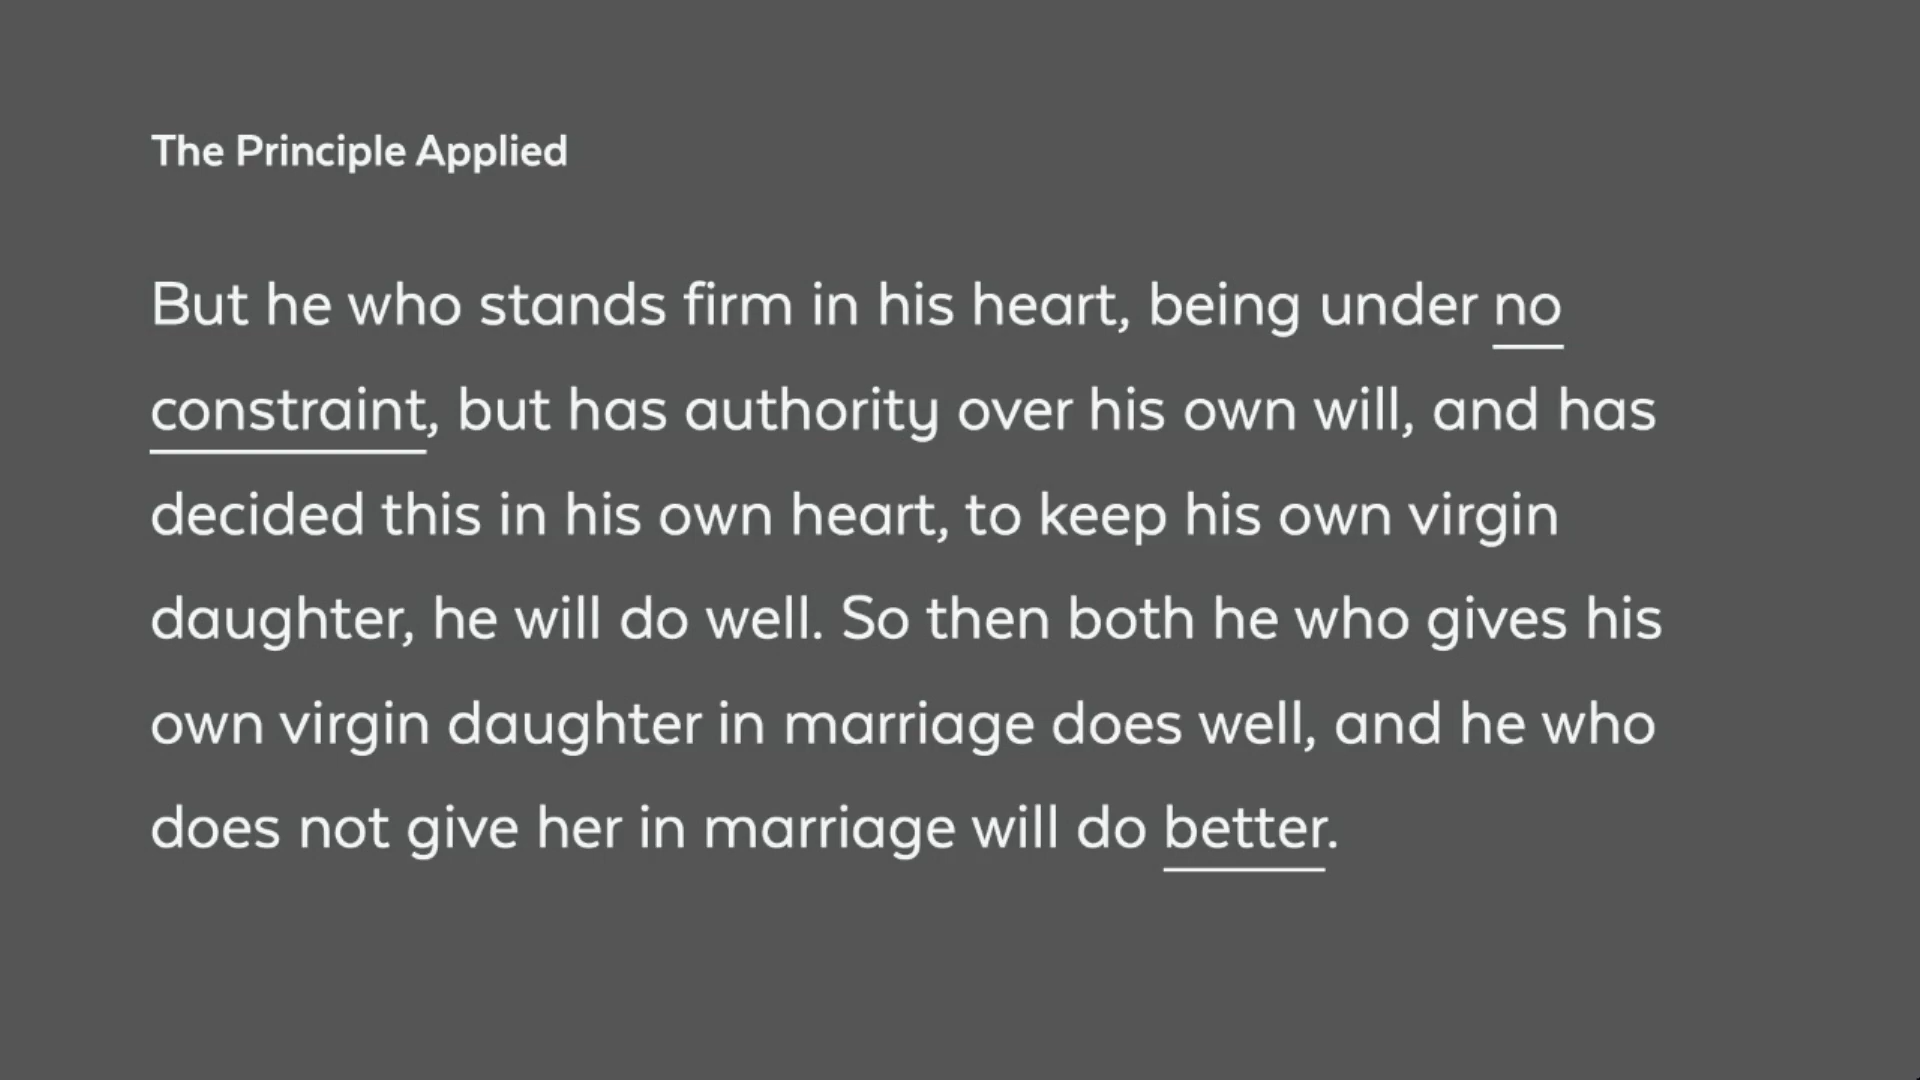 The Principle Applied
But he who stands firm in his heart, being under no
constraint, but has authority over his own will, and has
decided this in his own heart, to keep his own virgin
daughter, he will do well. So then both he who gives his
own virgin daughter in marriage does well, and he who
does not give her in marriage will do better.